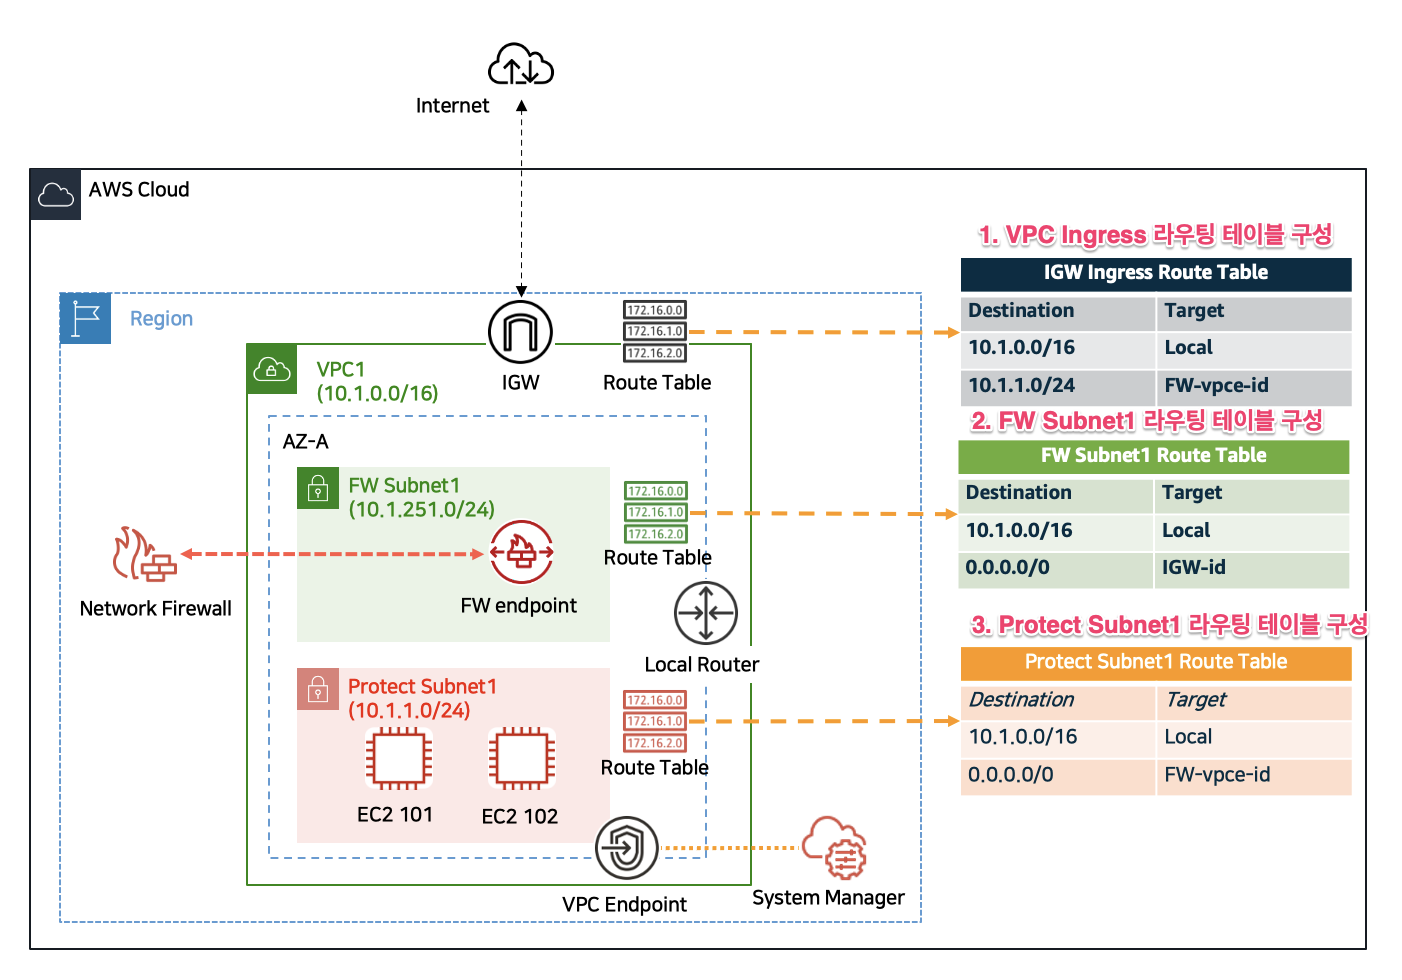 Internet
AWS Cloud
1. VPC Ingress 라우팅 테이블 구성
IGW Ingress Route Table
Destination Target
10.1.0.0/16 Local
10.1.1.0/24 FW-vpce-id
Region
172.16.0.0
172.16.1.0
172.16.2.0
IGW
Route Table
VPC1
(10.1.0.0/16)
AZ-A
2. FW Subnet1 라우팅 테이블 구성
FW Subnet1 Route Table
Destination Target
10.1.0.0/16 Local
0.0.0.0/0 IGW-id
FW Subnet1
(10.1.251.0/24)
172.16.0.0
172.16.1.0
172.16.2.0
Route Table
Network Firewall
FW endpoint
Local Router
3. Protect Subnet1 라우팅 테이블 구성
Protect Subnet1 Route Table
Destination Target
10.1.0.0/16 Local
0.0.0.0/0 FW-vpce-id
Protect Subnet1
(10.1.1.0/24)
172.16.0.0
172.16.1.0
172.16.2.0
Route Table
EC2 101
EC2 102
VPC Endpoint
System Manager